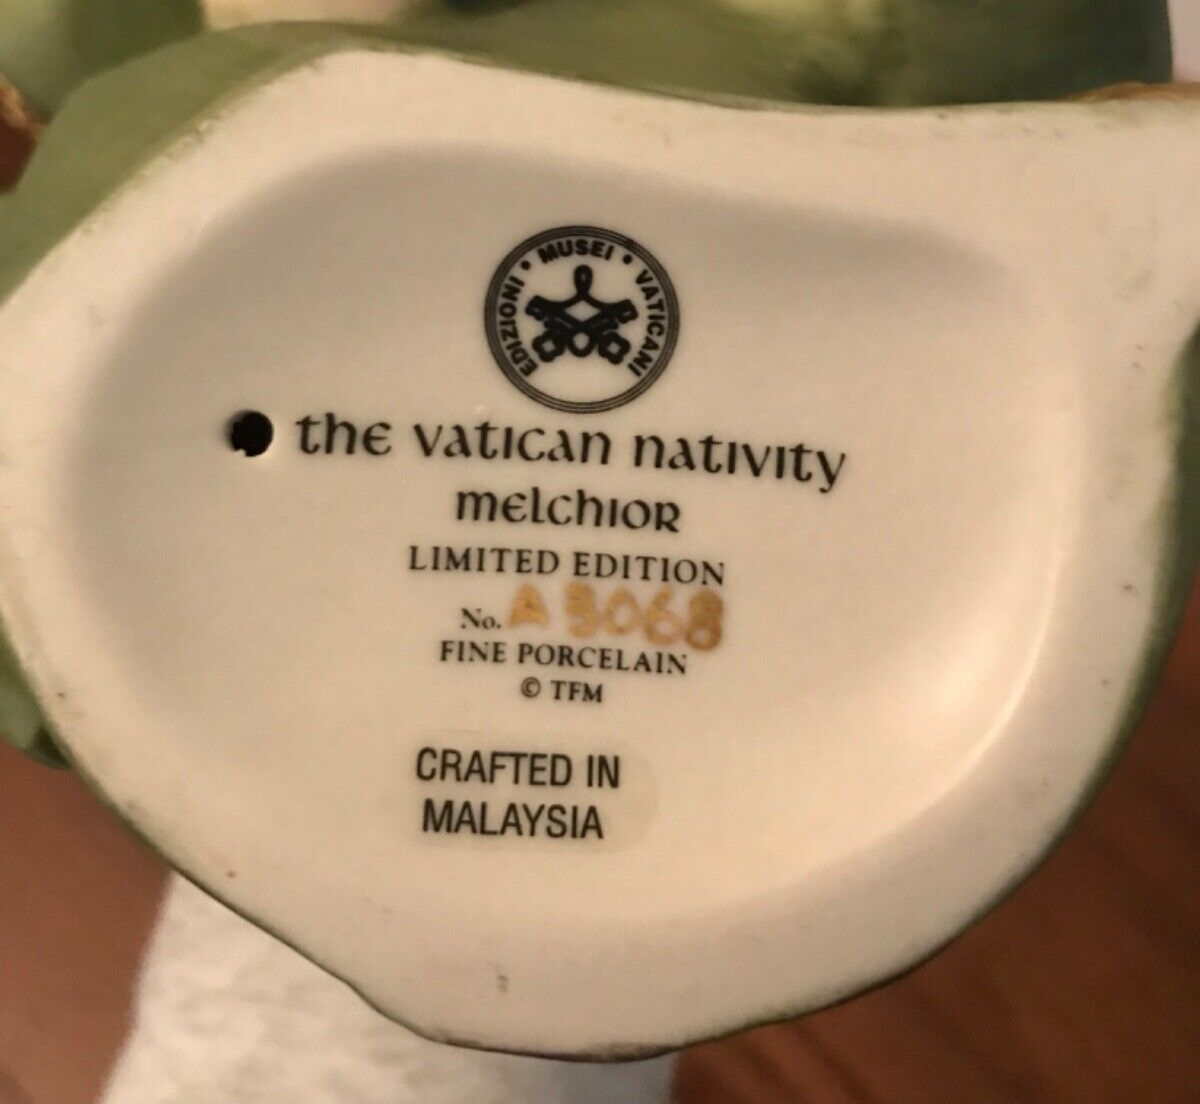 EDIZIONI • MUSEI • VATICANI
the vatican nativity
melchior
LIMITED EDITION
No. A 3068
FINE PORCELAIN
© TFM
CRAFTED IN
MALAYSIA